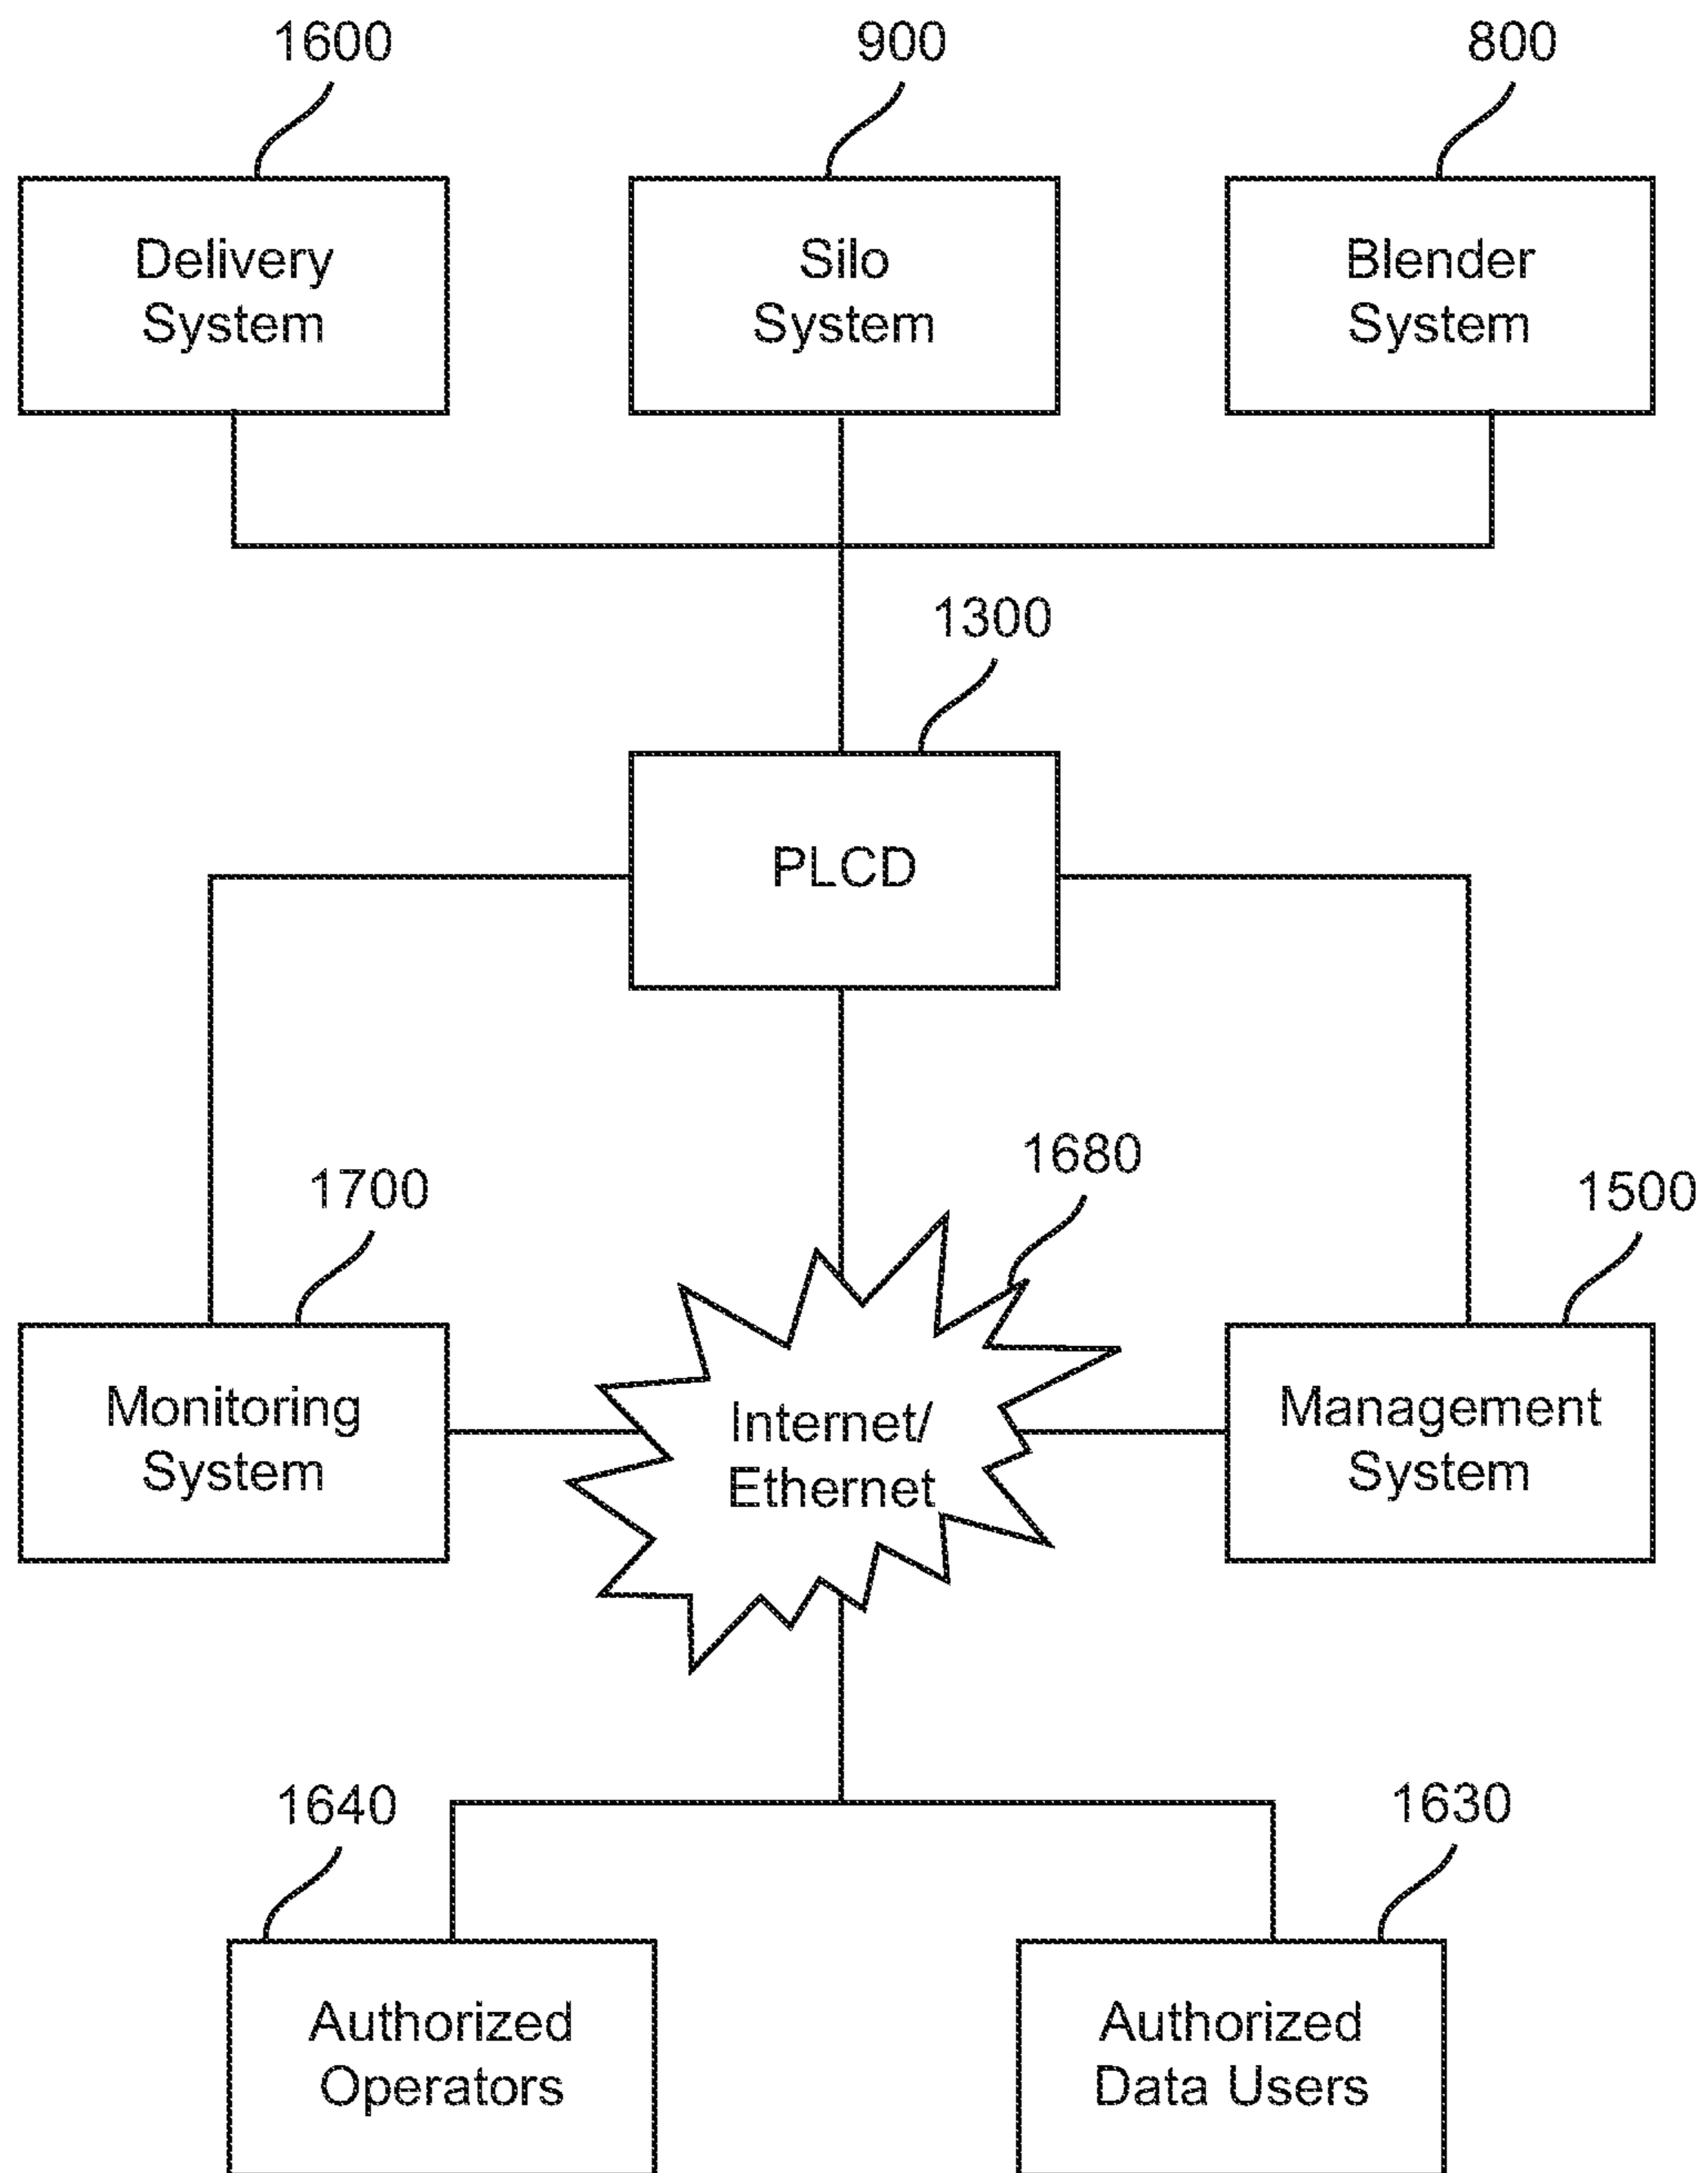 1600
900
800
Delivery
System
Silo
System
Blender
System
1300
PLCD
1680
1700
1500
Monitoring
System
Internet/
Ethernet
Management
System
1640
1630
Authorized
Operators
Authorized
Data Users